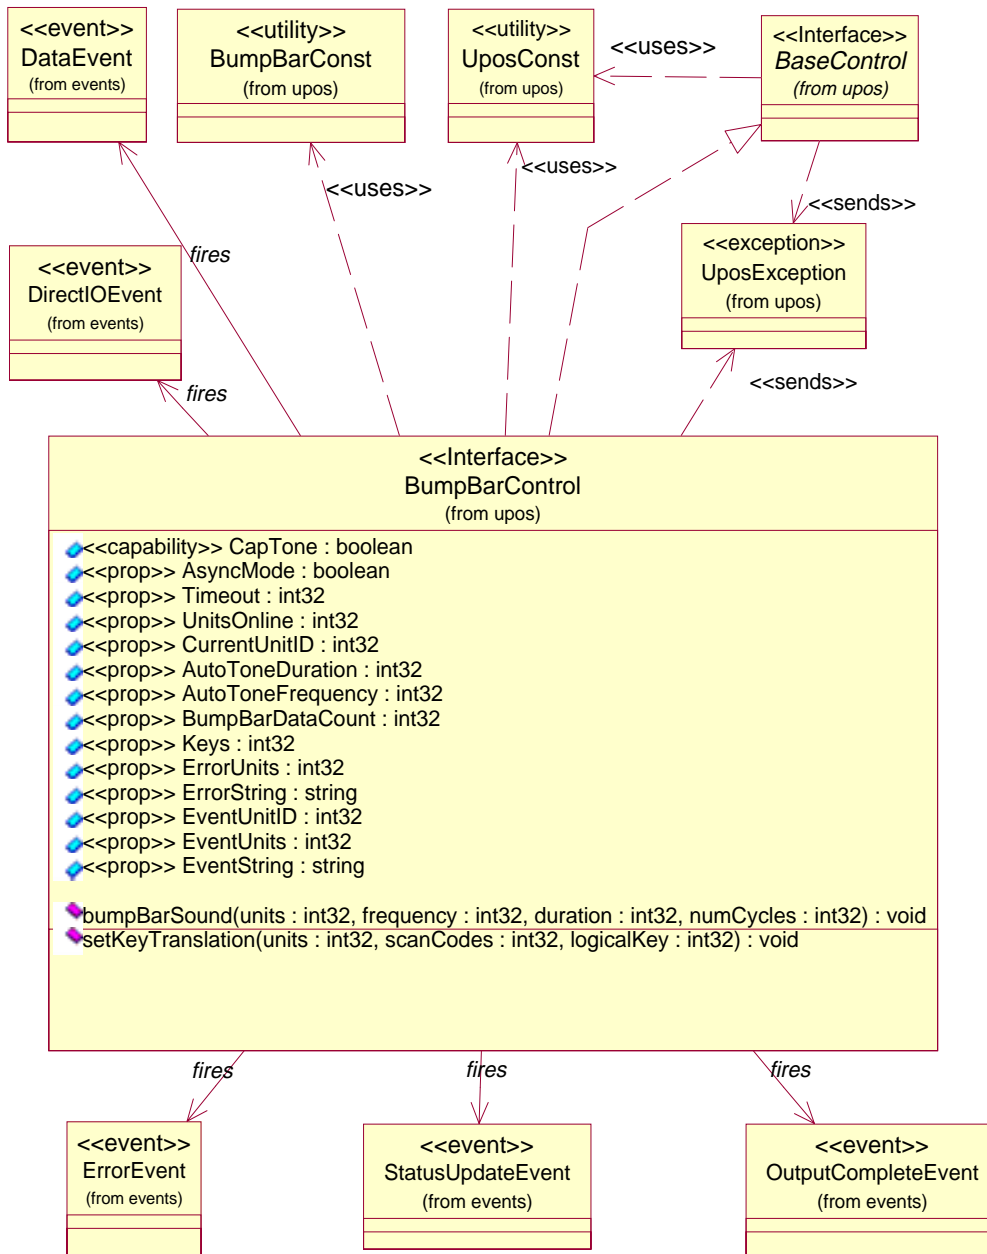 <<event>>
DataEvent
(from events)
<<utility>>
BumpBarConst
(from upos)
<<utility>>
UposConst
(from upos)
<<uses>>
<<Interface>>
BaseControl
(from upos)
<<uses>>
<<uses>>
<<sends>>
fires
<<event>>
DirectIOEvent
(from events)
<<exception>>
UposException
(from upos)
fires
<<sends>>
<<Interface>>
BumpBarControl
(from upos)
<<capability>> CapTone : boolean
<<prop>> AsyncMode : boolean
<<prop>> Timeout : int32
<<prop>> UnitsOnline : int32
<<prop>> CurrentUnitID : int32
<<prop>> AutoToneDuration : int32
<<prop>> AutoToneFrequency : int32
<<prop>> BumpBarDataCount : int32
<<prop>> Keys : int32
<<prop>> ErrorUnits : int32
<<prop>> ErrorString : string
<<prop>> EventUnitID : int32
<<prop>> EventUnits : int32
<<prop>> EventString : string
bumpBarSound(units : int32, frequency : int32, duration : int32, numCycles : int32) : void
setKeyTranslation(units : int32, scanCodes : int32, logicalKey : int32) : void
fires
fires
fires
<<event>>
ErrorEvent
(from events)
<<event>>
StatusUpdateEvent
(from events)
<<event>>
OutputCompleteEvent
(from events)